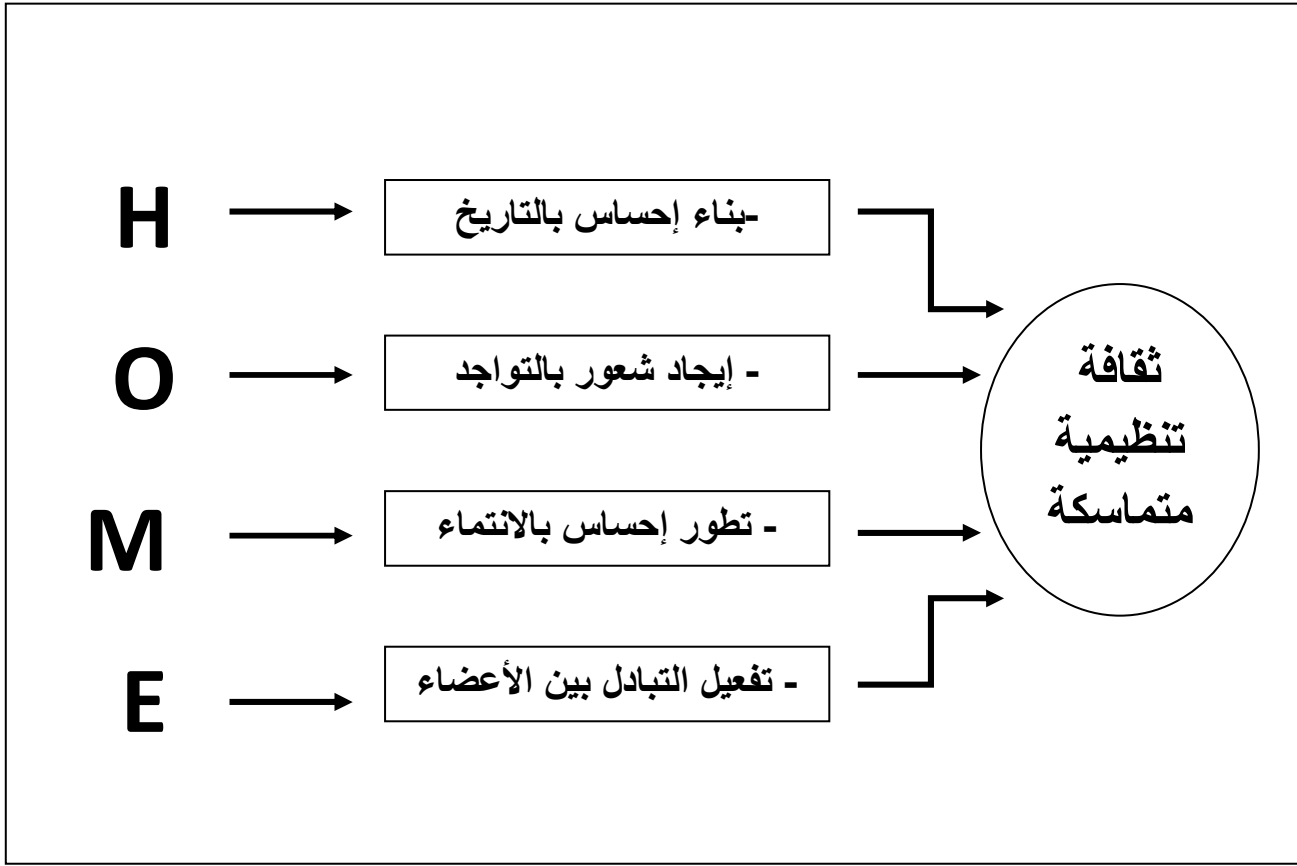 H
-بناء إحساس بالتاريخ
O
- إيجاد شعور بالتواجد
M
- تطور إحساس بالانتماء
E
- تفعيل التبادل بين الأعضاء
ثقافة
تنظيمية
متماسكة